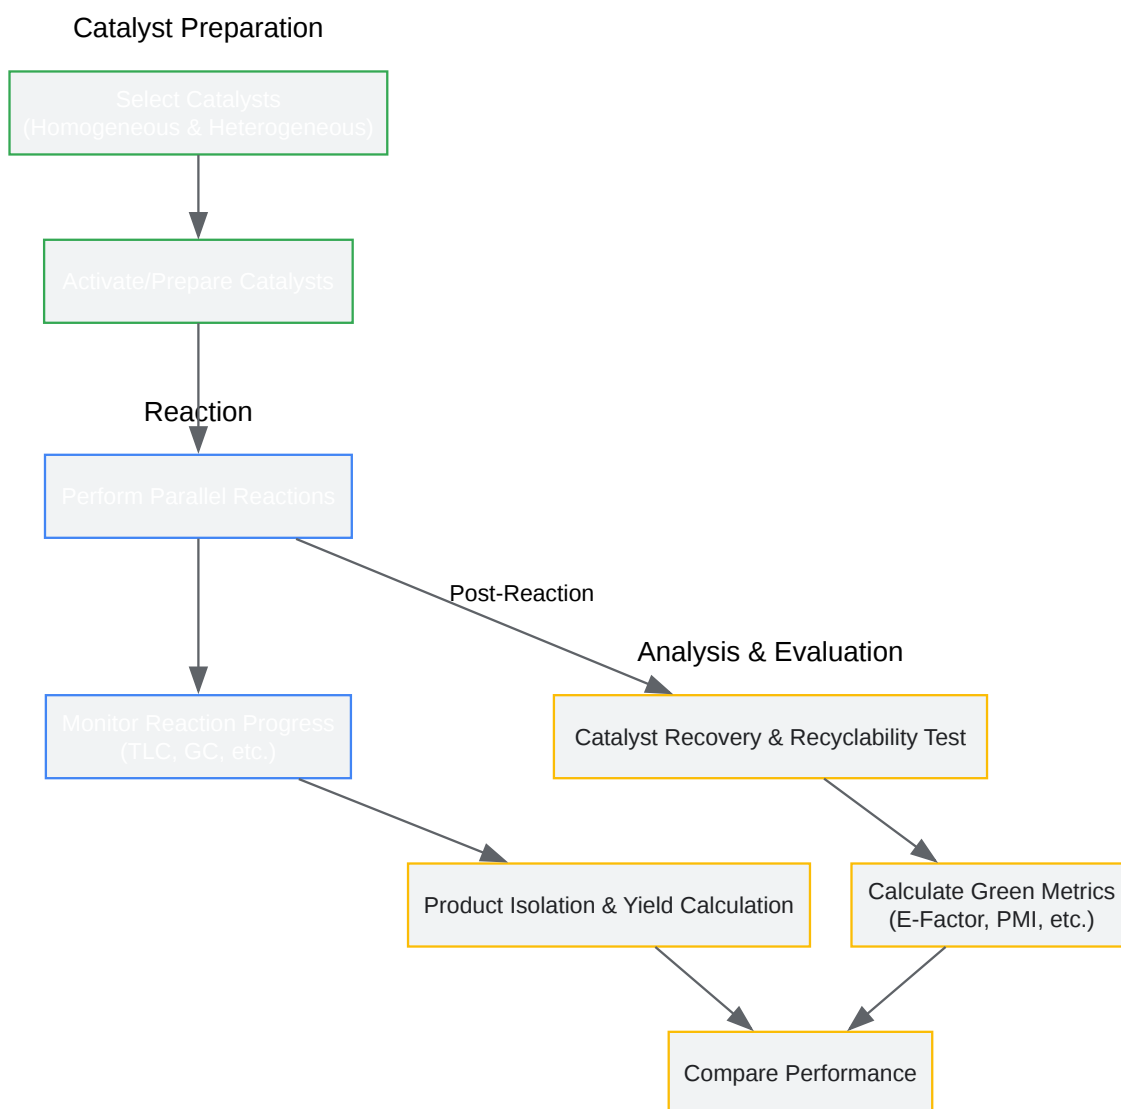 Catalyst Preparation
Select Catalysts
(Homogeneous & Heterogeneous)
Activate/Prepare Catalysts
Reaction
Perform Parallel Reactions
Post-Reaction
Analysis & Evaluation
Monitor Reaction Progress
(TLC, GC, etc.)
Catalyst Recovery & Recyclability Test
Product Isolation & Yield Calculation
Calculate Green Metrics
(E-Factor, PMI, etc.)
Compare Performance